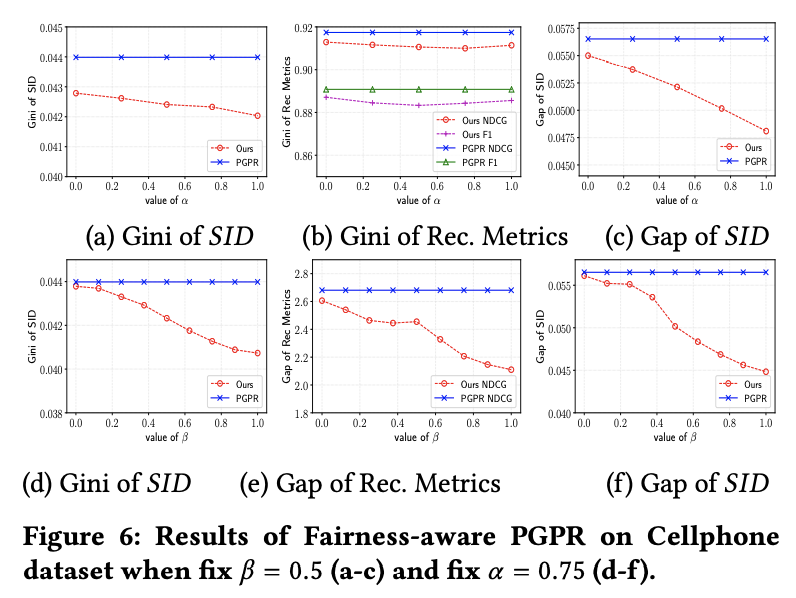 0.045
0.044
0.043
0.042
0.041
0.040
Gini of SID
0.0 0.2 0.4 0.6 0.8 1.0
value of α
Ours
PGPR
0.92
0.90
0.88
0.86
Gini of Rec Metrics
0.0 0.2 0.4 0.6 0.8 1.0
value of α
Ours NDCG
Ours F1
PGPR NDCG
PGPR F1
0.0575
0.0550
0.0525
0.0500
0.0475
0.0450
Gap of SID
0.0 0.2 0.4 0.6 0.8 1.0
value of α
Ours
PGPR
(a) Gini of SID
(b) Gini of Rec. Metrics
(c) Gap of SID
0.044
0.042
0.040
0.038
Gini of SID
0.0 0.2 0.4 0.6 0.8 1.0
value of β
Ours
PGPR
2.8
2.6
2.4
2.2
2.0
1.8
Gap of Rec Metrics
0.0 0.2 0.4 0.6 0.8 1.0
value of β
Ours NDCG
PGPR NDCG
0.055
0.050
0.045
0.040
Gap of SID
0.0 0.2 0.4 0.6 0.8 1.0
value of β
Ours
PGPR
(d) Gini of SID
(e) Gap of Rec. Metrics
(f) Gap of SID
Figure 6: Results of Fairness-aware PGPR on Cellphone
dataset when fix β = 0.5 (a-c) and fix α = 0.75 (d-f).